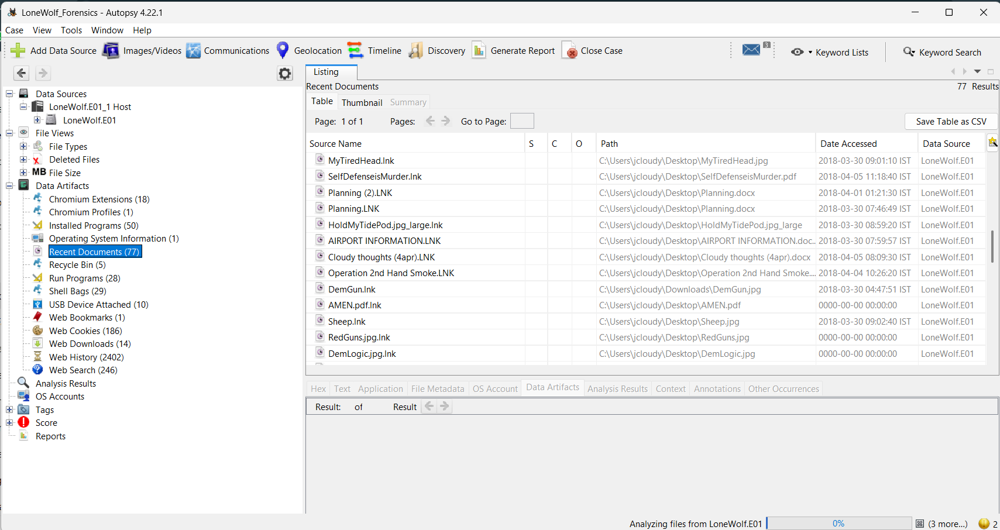 LoneWolf_Forensics - Autopsy 4.22.1
Case View Tools Window Help
Add Data Source Images/Videos Communications Geolocation Timeline Discovery Generate Report Close Case 3 Keyword Lists Keyword Search
Data Sources
LoneWolf.E01_1 Host
LoneWolf.E01
File Views
File Types
Deleted Files
MB File Size
Data Artifacts
Chromium Extensions (18)
Chromium Profiles (1)
Installed Programs (50)
Operating System Information (1)
Recent Documents (77)
Recycle Bin (5)
Run Programs (28)
Shell Bags (29)
USB Device Attached (10)
Web Bookmarks (1)
Web Cookies (186)
Web Downloads (14)
Web History (2402)
Web Search (246)
Analysis Results
OS Accounts
Tags
Score
Reports
Listing
Recent Documents 77 Results
Table Thumbnail Summary
Page: 1 of 1 Pages: Go to Page: Save Table as CSV
Source Name S C O Path Date Accessed Data Source
MyTiredHead.lnk C:\Users\jcloudy\Desktop\MyTiredHead.jpg 2018-03-30 09:01:10 IST LoneWolf.E01
SelfDefenseisMurder.lnk C:\Users\jcloudy\Desktop\SelfDefenseisMurder.pdf 2018-04-05 11:18:40 IST LoneWolf.E01
Planning (2).LNK C:\Users\jcloudy\Desktop\Planning.docx 2018-04-01 01:21:30 IST LoneWolf.E01
Planning.LNK C:\Users\jcloudy\Desktop\Planning.docx 2018-03-30 07:46:49 IST LoneWolf.E01
HoldMyTidePod.jpg_large.lnk C:\Users\jcloudy\Desktop\HoldMyTidePod.jpg_large 2018-03-30 08:59:20 IST LoneWolf.E01
AIRPORT INFORMATION.LNK C:\Users\jcloudy\Desktop\AIRPORT INFORMATION.doc... 2018-03-30 07:59:57 IST LoneWolf.E01
Cloudy thoughts (4apr).LNK C:\Users\jcloudy\Desktop\Cloudy thoughts (4apr).docx 2018-04-05 08:09:30 IST LoneWolf.E01
Operation 2nd Hand Smoke.LNK C:\Users\jcloudy\Desktop\Operation 2nd Hand Smoke.... 2018-04-04 10:26:20 IST LoneWolf.E01
DemGun.lnk C:\Users\jcloudy\Downloads\DemGun.jpg 2018-03-30 04:47:51 IST LoneWolf.E01
AMEN.pdf.lnk C:\Users\jcloudy\Desktop\AMEN.pdf 0000-00-00 00:00:00 LoneWolf.E01
Sheep.lnk C:\Users\jcloudy\Desktop\Sheep.jpg 2018-03-30 09:02:40 IST LoneWolf.E01
RedGuns.jpg.lnk C:\Users\jcloudy\Desktop\RedGuns.jpg 0000-00-00 00:00:00 LoneWolf.E01
DemLogic.jpg.lnk C:\Users\jcloudy\Desktop\DemLogic.jpg 0000-00-00 00:00:00 LoneWolf.E01
Hex Text Application File Metadata OS Account Data Artifacts Analysis Results Context Annotations Other Occurrences
Result: of Result
Analyzing files from LoneWolf.E01 0% (3 more...) 2